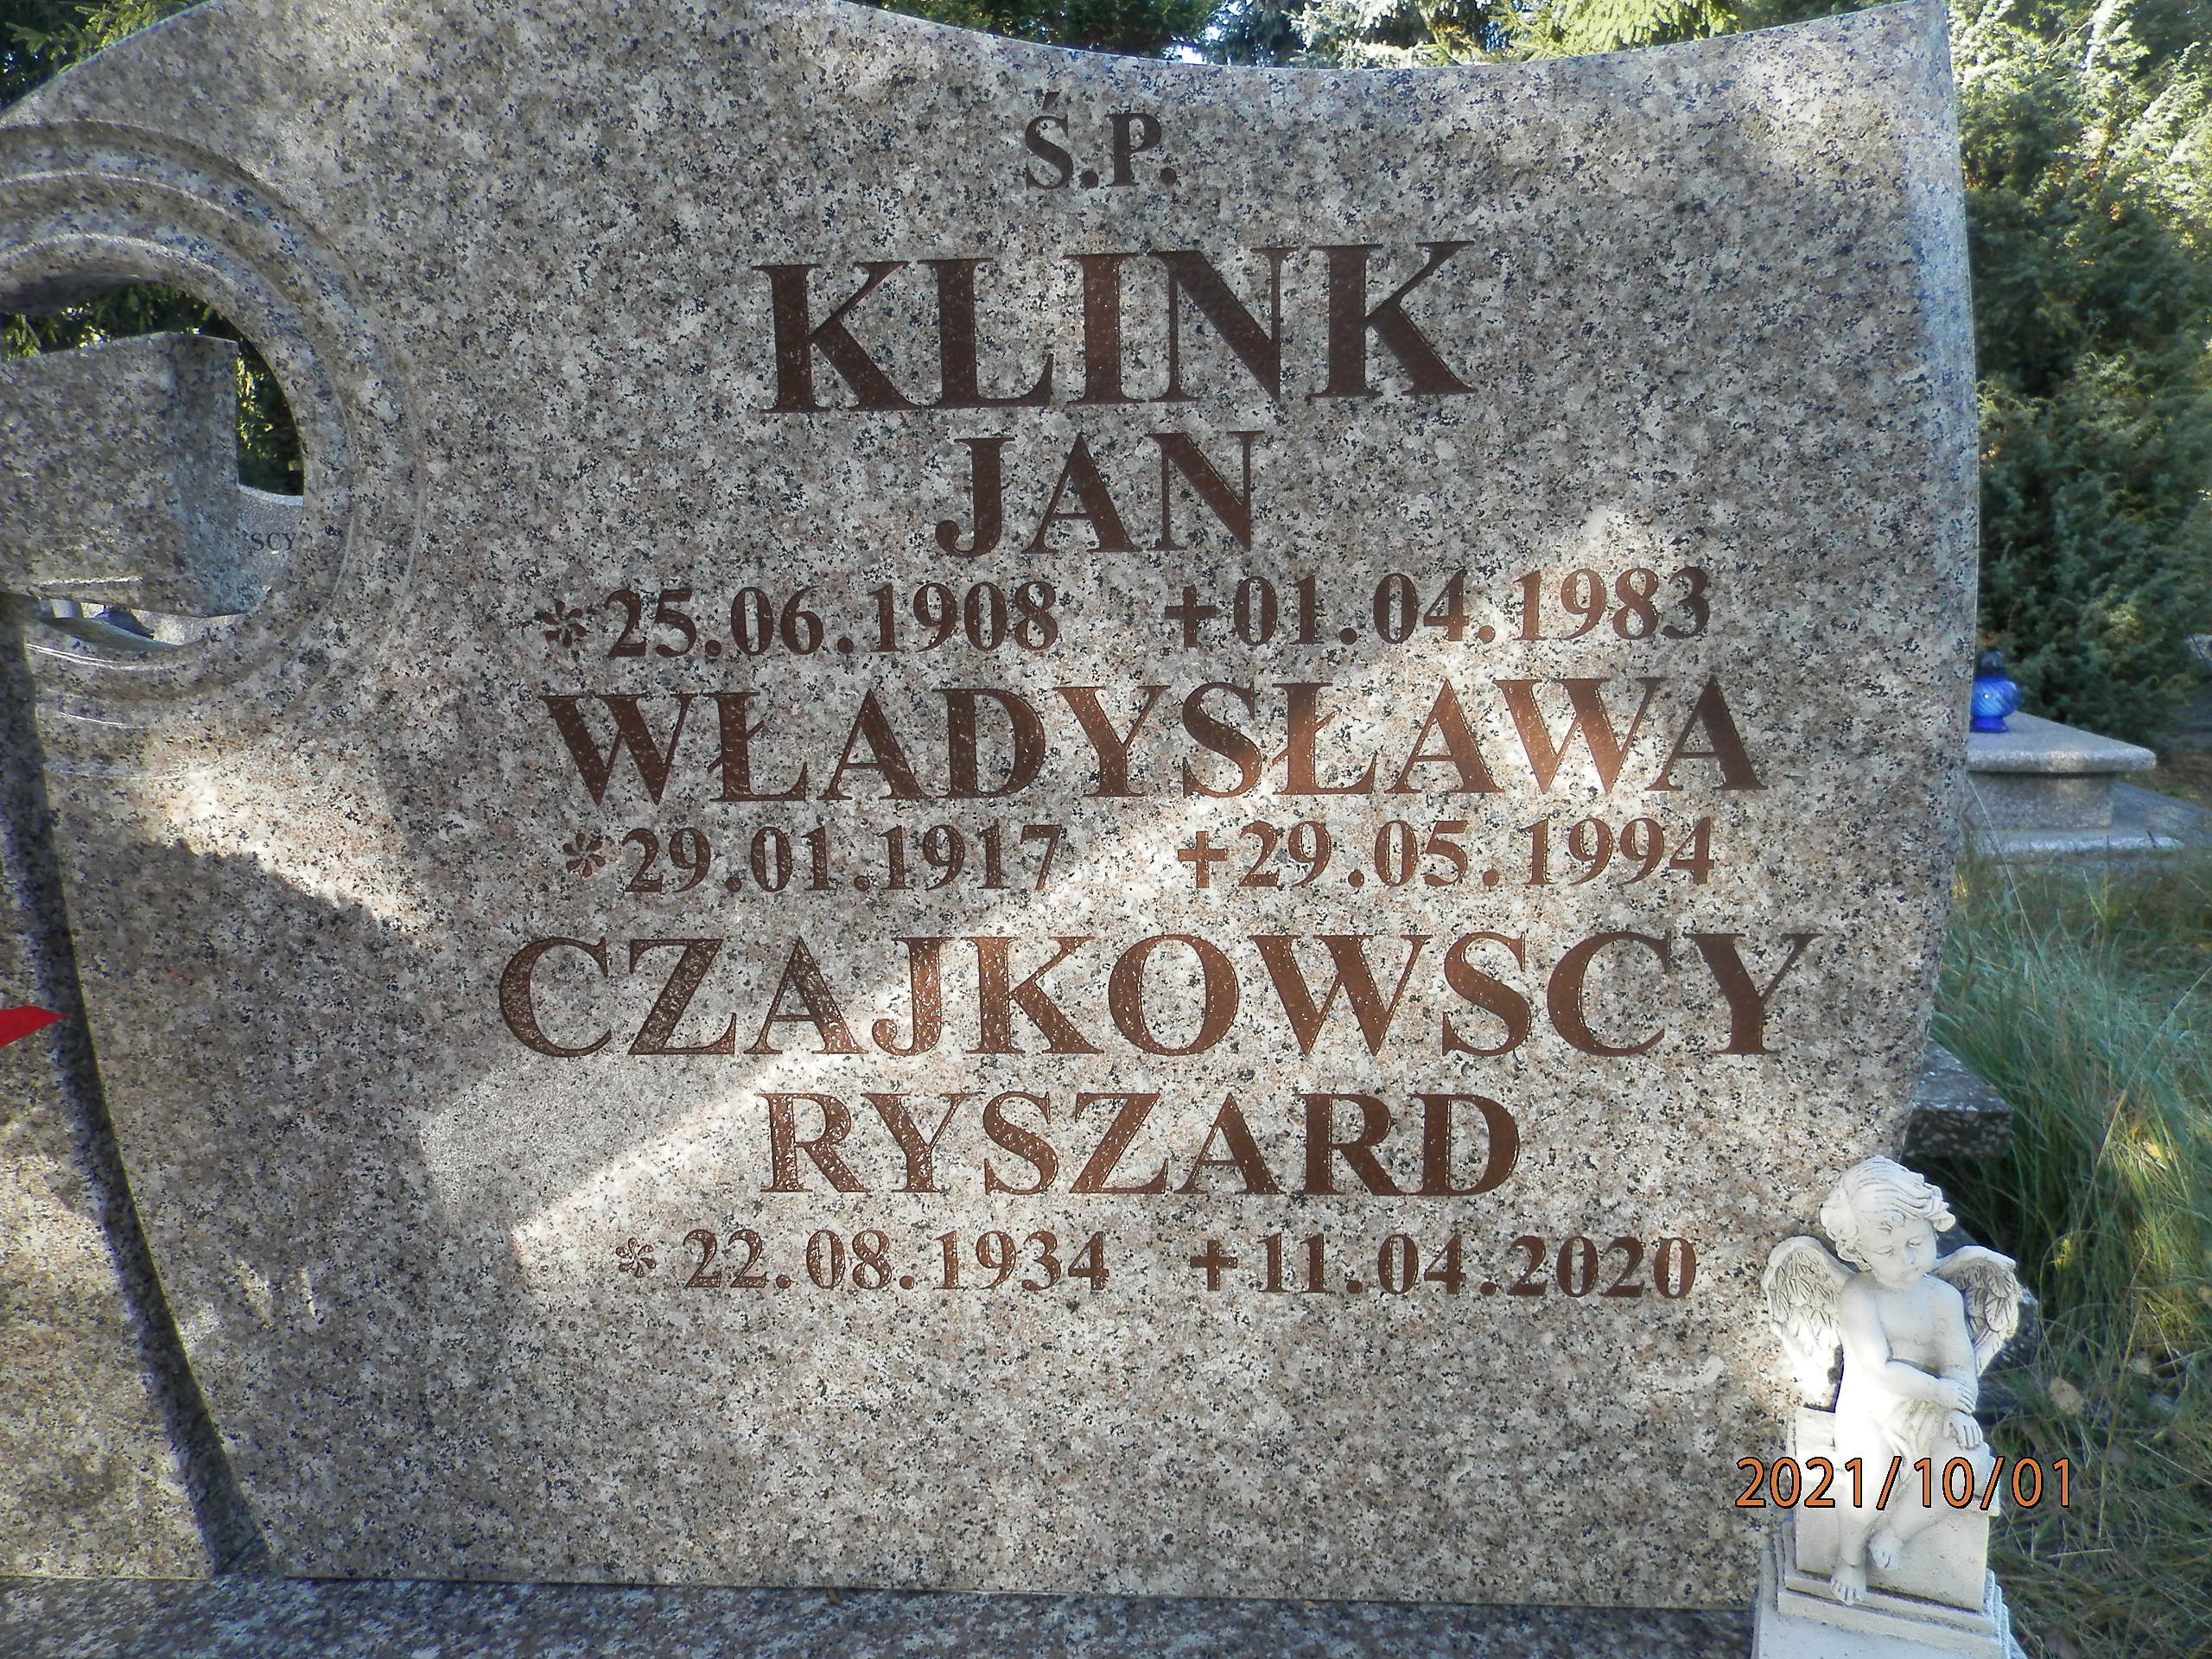 Ś.P.
KLINK
JAN
*25.06.1908 +01.04.1983
WŁADYSŁAWA
*29.01.1917 +29.05.1994
CZAJKOWSCY
RYSZARD
*22.08.1934 +11.04.2020
SCY
2021/10/01